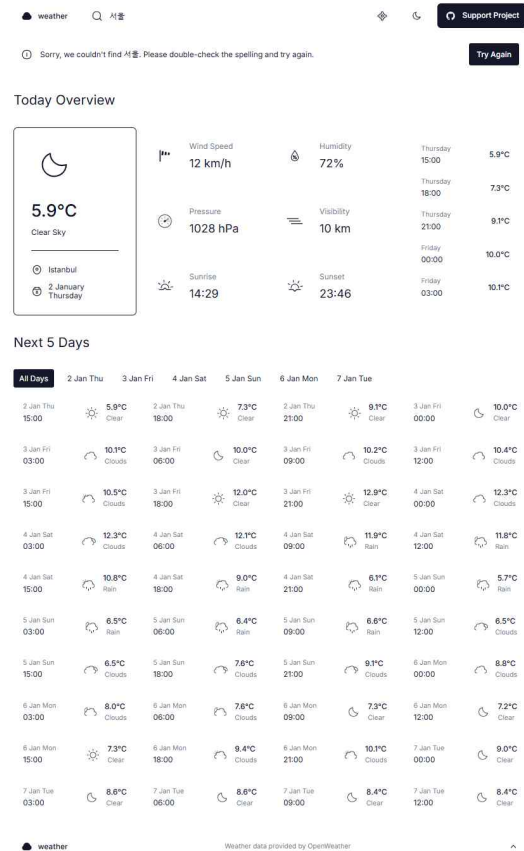 weather 서울 Support Project
Sorry, we couldn't find 서울. Please double-check the spelling and try again. Try Again
Today Overview
5.9°C
Clear Sky
Istanbul
2 January
Thursday
Wind Speed
12 km/h
Humidity
72%
Pressure
1028 hPa
Visibility
10 km
Sunrise
14:29
Sunset
23:46
Thursday
15:00 5.9°C
Thursday
18:00 7.3°C
Thursday
21:00 9.1°C
Friday
00:00 10.0°C
Friday
03:00 10.1°C
Next 5 Days
All Days 2 Jan Thu 3 Jan Fri 4 Jan Sat 5 Jan Sun 6 Jan Mon 7 Jan Tue
2 Jan Thu 5.9°C 2 Jan Thu 7.3°C 2 Jan Thu 9.1°C 3 Jan Fri 10.0°C
15:00 Clear 18:00 Clear 21:00 Clear 00:00 Clear
3 Jan Fri 10.1°C 3 Jan Fri 10.0°C 3 Jan Fri 10.2°C 3 Jan Fri 10.4°C
03:00 Clouds 06:00 Clear 09:00 Clouds 12:00 Clouds
3 Jan Fri 10.5°C 3 Jan Fri 12.0°C 3 Jan Fri 12.9°C 4 Jan Sat 12.3°C
15:00 Clouds 18:00 Clear 21:00 Clear 00:00 Clouds
4 Jan Sat 12.3°C 4 Jan Sat 12.1°C 4 Jan Sat 11.9°C 4 Jan Sat 11.8°C
03:00 Clouds 06:00 Clouds 09:00 Rain 12:00 Rain
4 Jan Sat 10.8°C 4 Jan Sat 9.0°C 4 Jan Sat 6.1°C 5 Jan Sun 5.7°C
15:00 Rain 18:00 Rain 21:00 Rain 00:00 Rain
5 Jan Sun 6.5°C 5 Jan Sun 6.4°C 5 Jan Sun 6.6°C 5 Jan Sun 6.5°C
03:00 Rain 06:00 Rain 09:00 Rain 12:00 Clouds
5 Jan Sun 6.5°C 5 Jan Sun 7.6°C 5 Jan Sun 9.1°C 6 Jan Mon 8.8°C
15:00 Clouds 18:00 Clouds 21:00 Clouds 00:00 Clouds
6 Jan Mon 8.0°C 6 Jan Mon 7.6°C 6 Jan Mon 7.3°C 6 Jan Mon 7.2°C
03:00 Clouds 06:00 Clouds 09:00 Clear 12:00 Clear
6 Jan Mon 7.3°C 6 Jan Mon 9.4°C 6 Jan Mon 10.1°C 7 Jan Tue 9.0°C
15:00 Clear 18:00 Clouds 21:00 Clouds 00:00 Clear
7 Jan Tue 8.6°C 7 Jan Tue 8.6°C 7 Jan Tue 8.4°C 7 Jan Tue 8.4°C
03:00 Clear 06:00 Clear 09:00 Clear 12:00 Clear
weather Weather data provided by OpenWeather